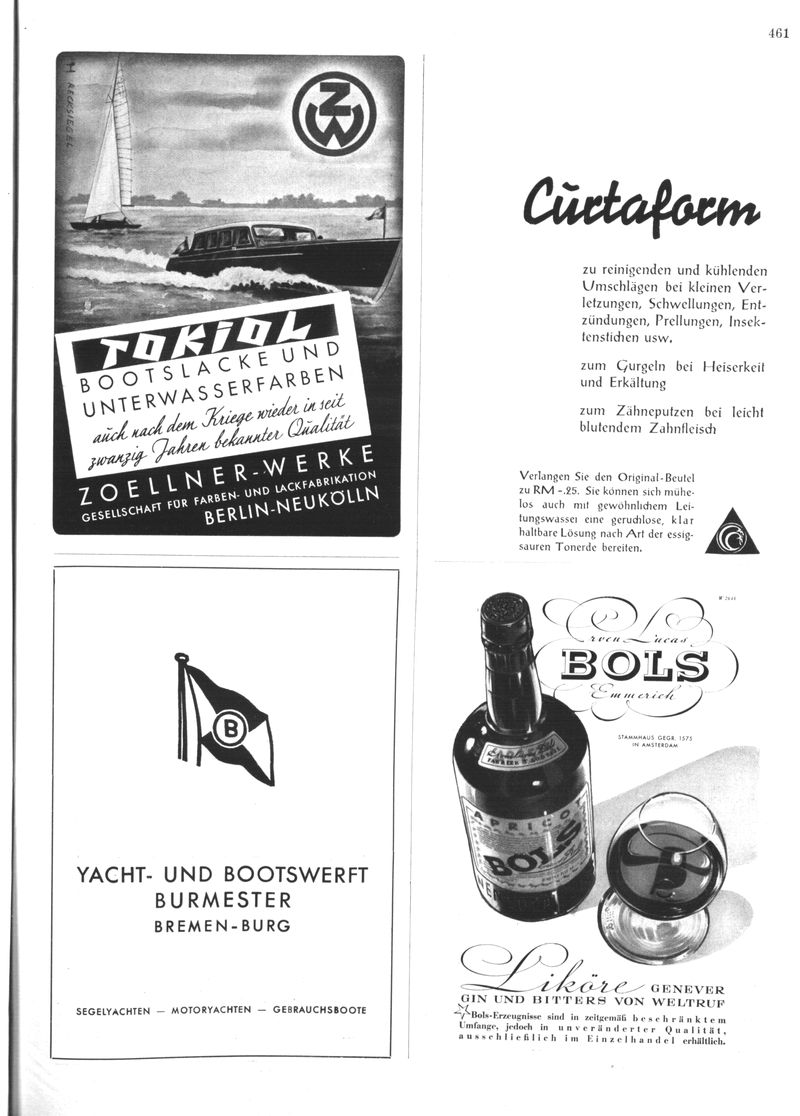 461
H RECKSIEGEL
ZW
TOKIOL
BOOTSLACKE UND
UNTERWASSERFARBEN
auch nach dem Kriege wieder in seit
zwanzig Jahren bekannter Qualität
ZOELLNER-WERKE
GESELLSCHAFT FÜR FARBEN- UND LACKFABRIKATION
BERLIN-NEUKÖLLN
Curtaform
zu reinigenden und kühlenden
Umschlägen bei kleinen Ver-
letzungen, Schwellungen, Ent-
zündungen, Prellungen, Insek-
tenstichen usw.
zum Gurgeln bei Heiserkeit
und Erkältung
zum Zähneputzen bei leicht
blutendem Zahnfleisch
Verlangen Sie den Original-Beutel
zu RM -.25. Sie können sich mühe-
los auch mit gewöhnlichem Lei-
tungswasser eine geruchlose, klar
haltbare Lösung nach Art der essig-
sauren Tonerde bereiten.
B
YACHT- UND BOOTSWERFT
BURMESTER
BREMEN-BURG
SEGELYACHTEN — MOTORYACHTEN — GEBRAUCHSBOOTE
W 2644
Erven Lucas
BOLS
Emmerich
STAMMHAUS GEGR. 1575
IN AMSTERDAM
APRICOT
BOLS
Liköre GENEVER
GIN UND BITTERS VON WELTRUF
Bols-Erzeugnisse sind in zeitgemäß beschränktem
Umfange, jedoch in unveränderter Qualität,
ausschließlich im Einzelhandel erhältlich.